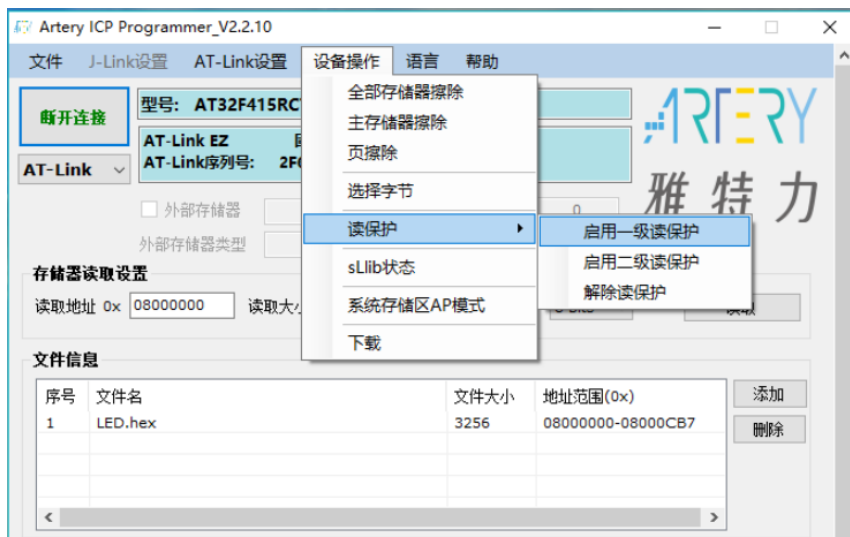 Artery ICP Programmer_V2.2.10
文件 J-Link设置 AT-Link设置 设备操作 语言 帮助
断开连接
型号: AT32F415RC
AT-Link EZ
AT-Link序列号: 2F
AT-Link
全部存储器擦除
主存储器擦除
页擦除
选择字节
读保护
sLlib状态
系统存储区AP模式
下载
启用一级读保护
启用二级读保护
解除读保护
ARTERY
雅特力
外部存储器
0
外部存储器类型
存储器读取设置
读取地址 0x 08000000 读取大
文件信息
序号 文件名 文件大小 地址范围(0x)
1 LED.hex 3256 08000000-08000CB7
添加
删除